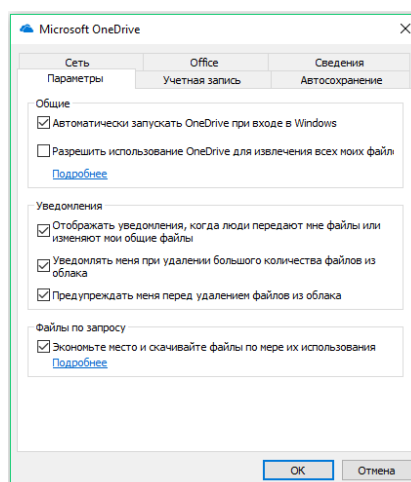 Microsoft OneDrive
Сеть
Office
Сведения
Параметры
Учетная запись
Автосохранение
Общие
Автоматически запускать OneDrive при входе в Windows
Разрешить использование OneDrive для извлечения всех моих файло
Подробнее
Уведомления
Отображать уведомления, когда люди передают мне файлы или
изменяют мои общие файлы
Уведомлять меня при удалении большого количества файлов из
облака
Предупреждать меня перед удалением файлов из облака
Файлы по запросу
Экономьте место и скачивайте файлы по мере их использования
Подробнее
OK
Отмена